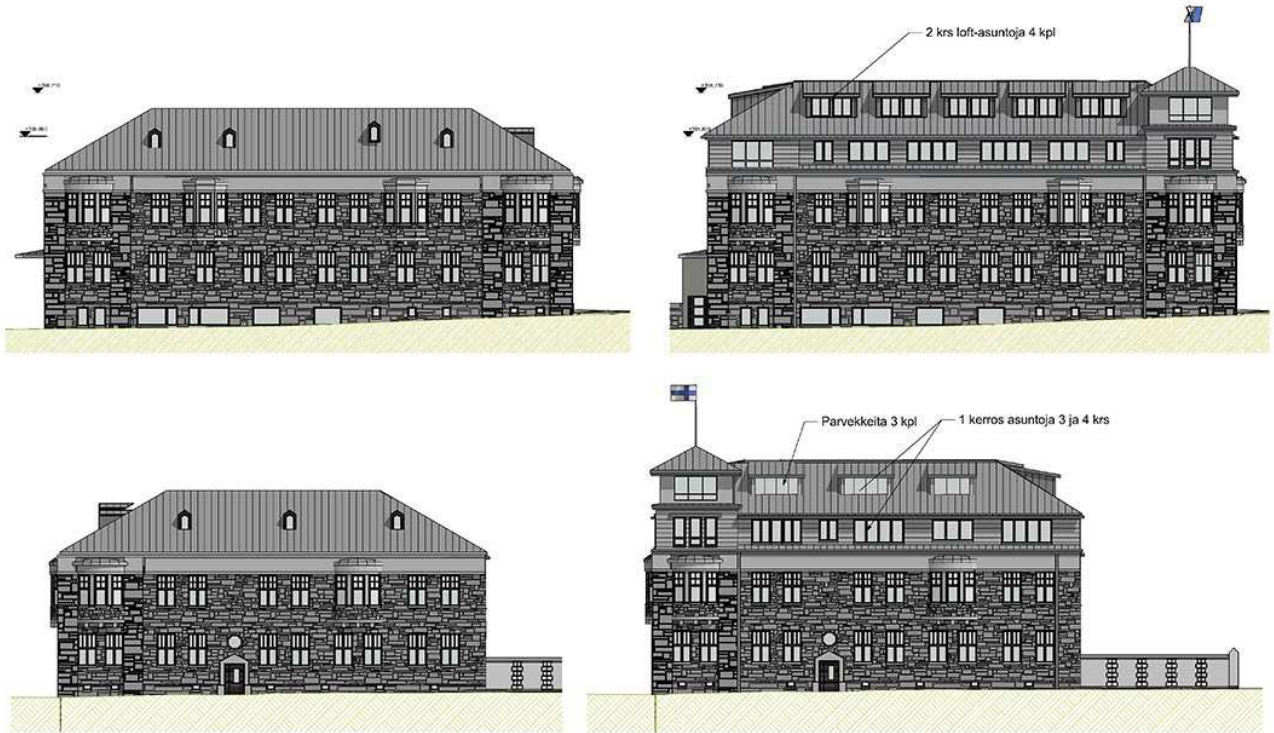 2 krs loft-asuntoja 4 kpl
Parvekkeita 3 kpl
1 kerros asuntoja 3 ja 4 krs